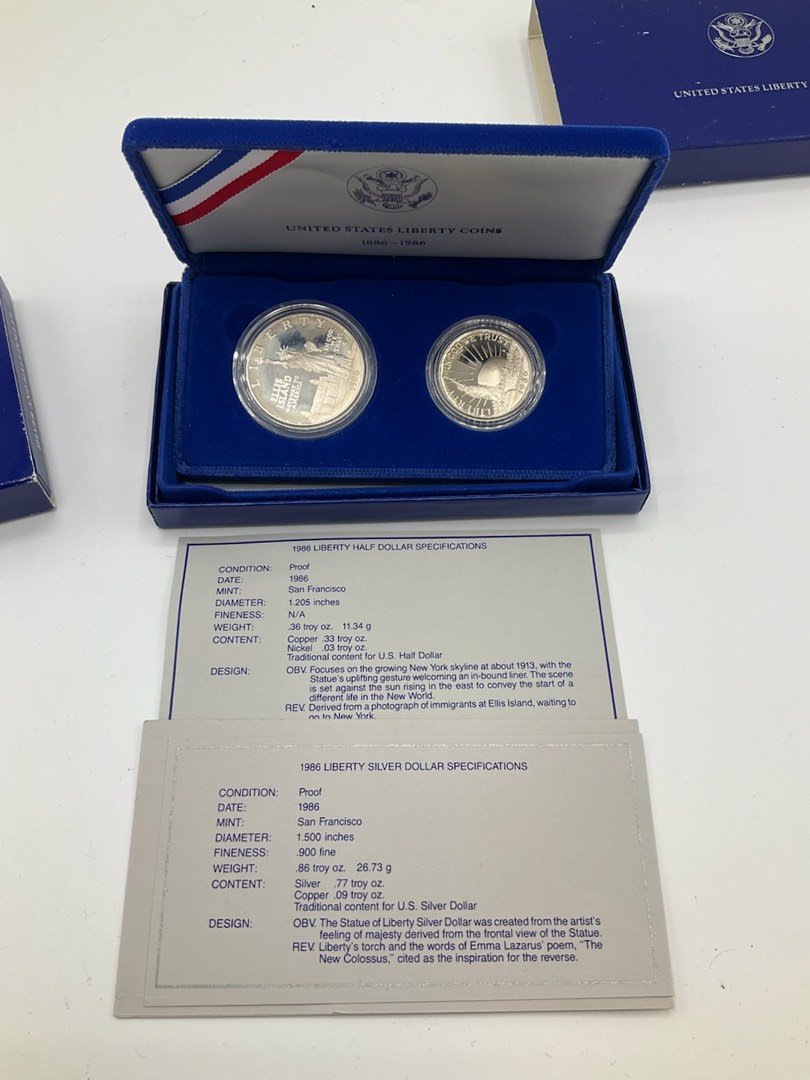 UNITED STATES LIBERTY
UNITED STATES LIBERTY COINS
1886-1986
LIBERTY
IN GOD
WE
TRUST
ELLIS
ISLAND
GATEWAY TO
AMERICA
1986
IN GOD WE TRUST
LIBERTY
1986
1986 LIBERTY HALF DOLLAR SPECIFICATIONS
CONDITION: Proof
DATE: 1986
MINT: San Francisco
DIAMETER: 1.205 inches
FINENESS: N/A
WEIGHT: .36 troy oz. 11.34 g
CONTENT: Copper .33 troy oz.
Nickel .03 troy oz.
Traditional content for U.S. Half Dollar
DESIGN: OBV. Focuses on the growing New York skyline at about 1913, with the
Statue's uplifting gesture welcoming an in-bound liner. The scene
is set against the sun rising in the east to convey the start of a
different life in the New World.
REV. Derived from a photograph of immigrants at Ellis Island, waiting to
go to New York.
1986 LIBERTY SILVER DOLLAR SPECIFICATIONS
CONDITION: Proof
DATE: 1986
MINT: San Francisco
DIAMETER: 1.500 inches
FINENESS: .900 fine
WEIGHT: .86 troy oz. 26.73 g
CONTENT: Silver .77 troy oz.
Copper .09 troy oz.
Traditional content for U.S. Silver Dollar
DESIGN: OBV. The Statue of Liberty Silver Dollar was created from the artist's
feeling of majesty derived from the frontal view of the Statue.
REV. Liberty's torch and the words of Emma Lazarus' poem, "The
New Colossus," cited as the inspiration for the reverse.